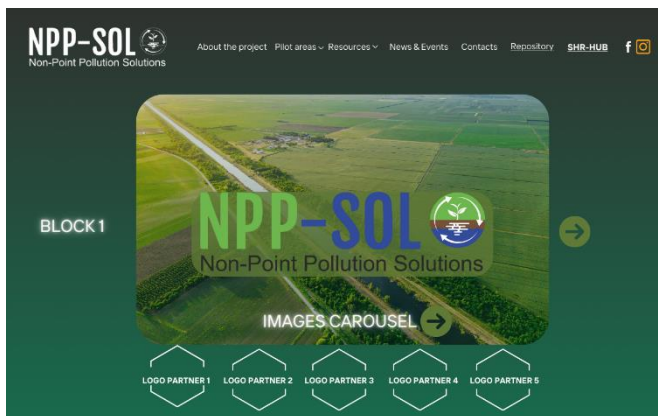 NPP-SOL
Non-Point Pollution Solutions
About the project Pilot areas Resources News & Events Contacts Repository SHR-HUB f
BLOCK 1
NPP-SOL
Non-Point Pollution Solutions
IMAGES CAROUSEL
LOGO PARTNER 1 LOGO PARTNER 2 LOGO PARTNER 3 LOGO PARTNER 4 LOGO PARTNER 5